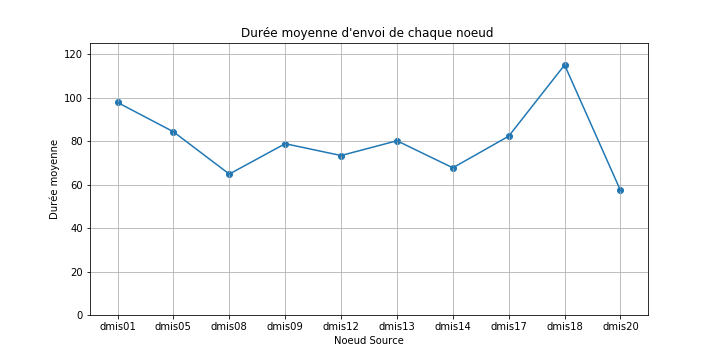 Durée moyenne d'envoi de chaque noeud
Durée moyenne
120
100
80
60
40
20
0
dmis01 dmis05 dmis08 dmis09 dmis12 dmis13 dmis14 dmis17 dmis18 dmis20
Noeud Source